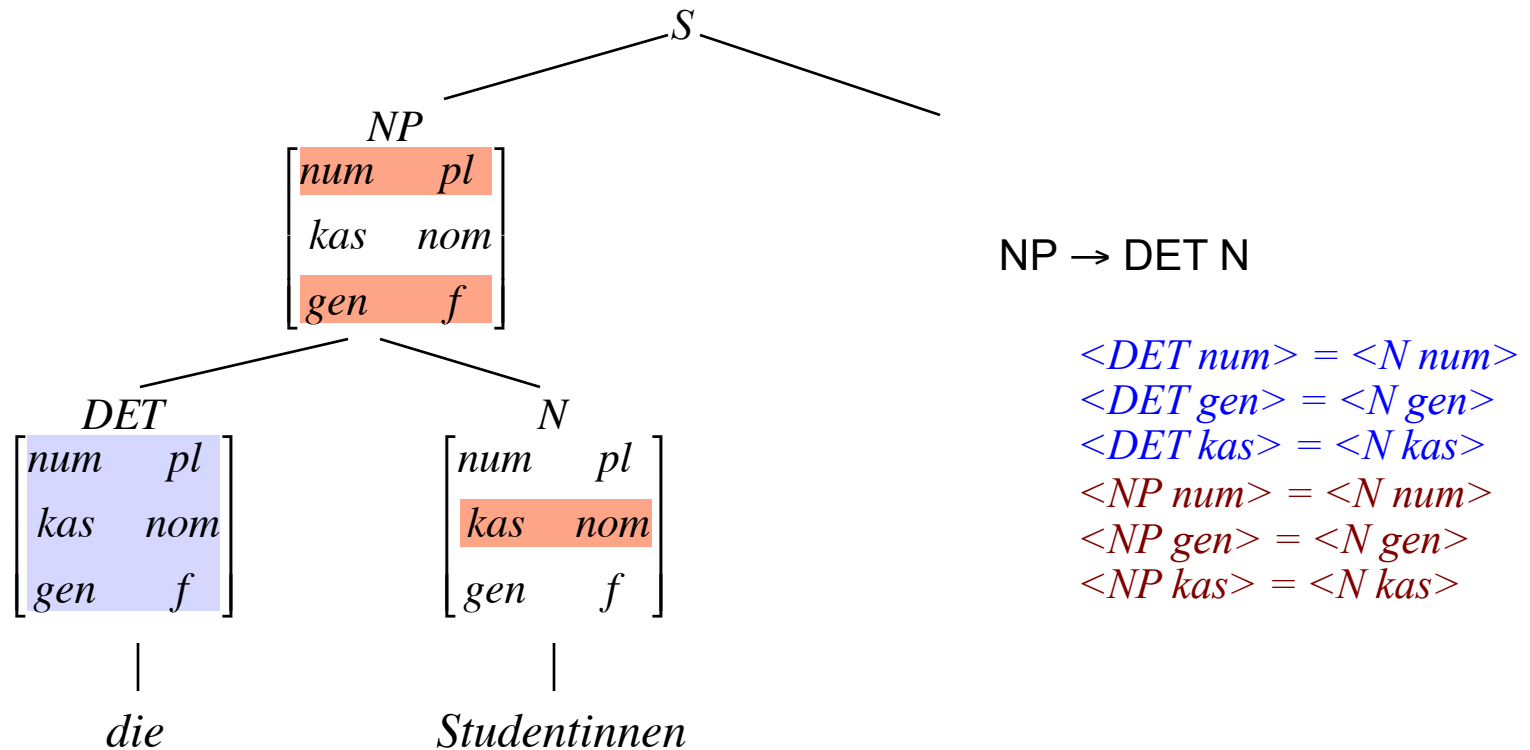 S
NP
num pl
kas nom
gen f
NP → DET N
<DET num> = <N num>
<DET gen> = <N gen>
<DET kas> = <N kas>
<NP num> = <N num>
<NP gen> = <N gen>
<NP kas> = <N kas>
DET
num pl
kas nom
gen f
N
num pl
kas nom
gen f
die
Studentinnen